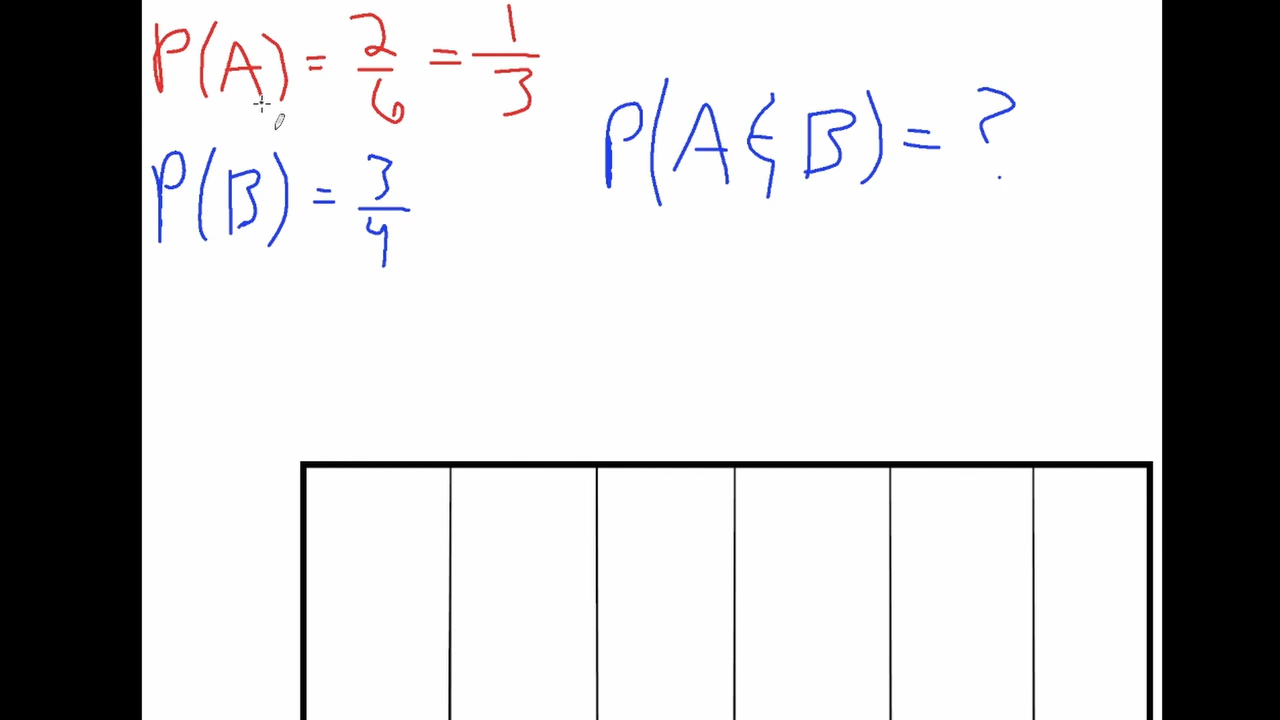 P(A) = 2/6 = 1/3
P(A & B) = ?
P(B) = 3/4